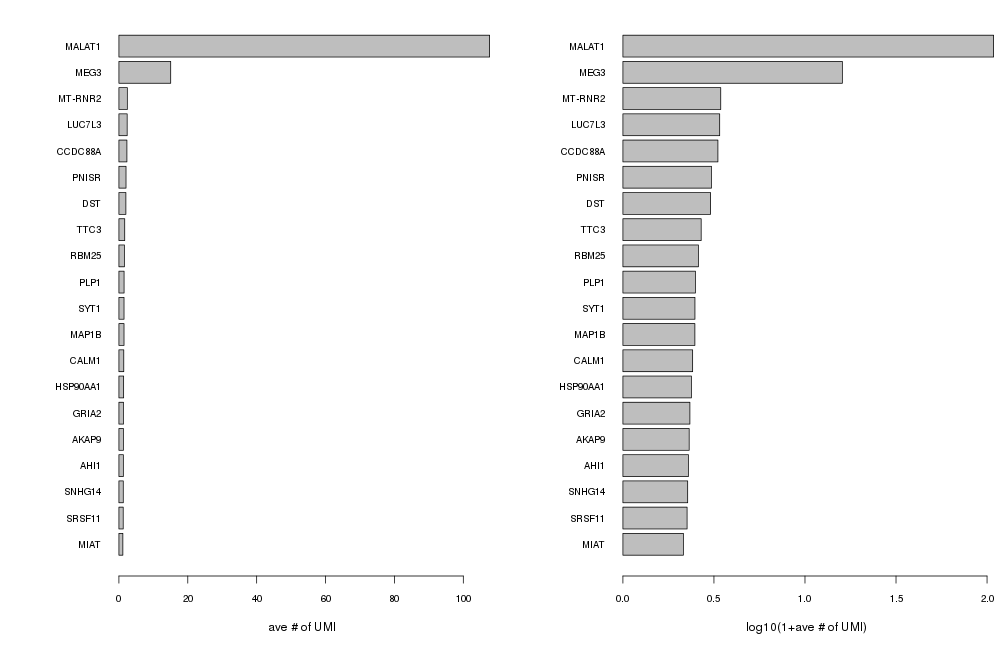 MALAT1
MEG3
MT-RNR2
LUC7L3
CCDC88A
PNISR
DST
TTC3
RBM25
PLP1
SYT1
MAP1B
CALM1
HSP90AA1
GRIA2
AKAP9
AHI1
SNHG14
SRSF11
MIAT
0 20 40 60 80 100
ave # of UMI
MALAT1
MEG3
MT-RNR2
LUC7L3
CCDC88A
PNISR
DST
TTC3
RBM25
PLP1
SYT1
MAP1B
CALM1
HSP90AA1
GRIA2
AKAP9
AHI1
SNHG14
SRSF11
MIAT
0.0 0.5 1.0 1.5 2.0
log10(1+ave # of UMI)